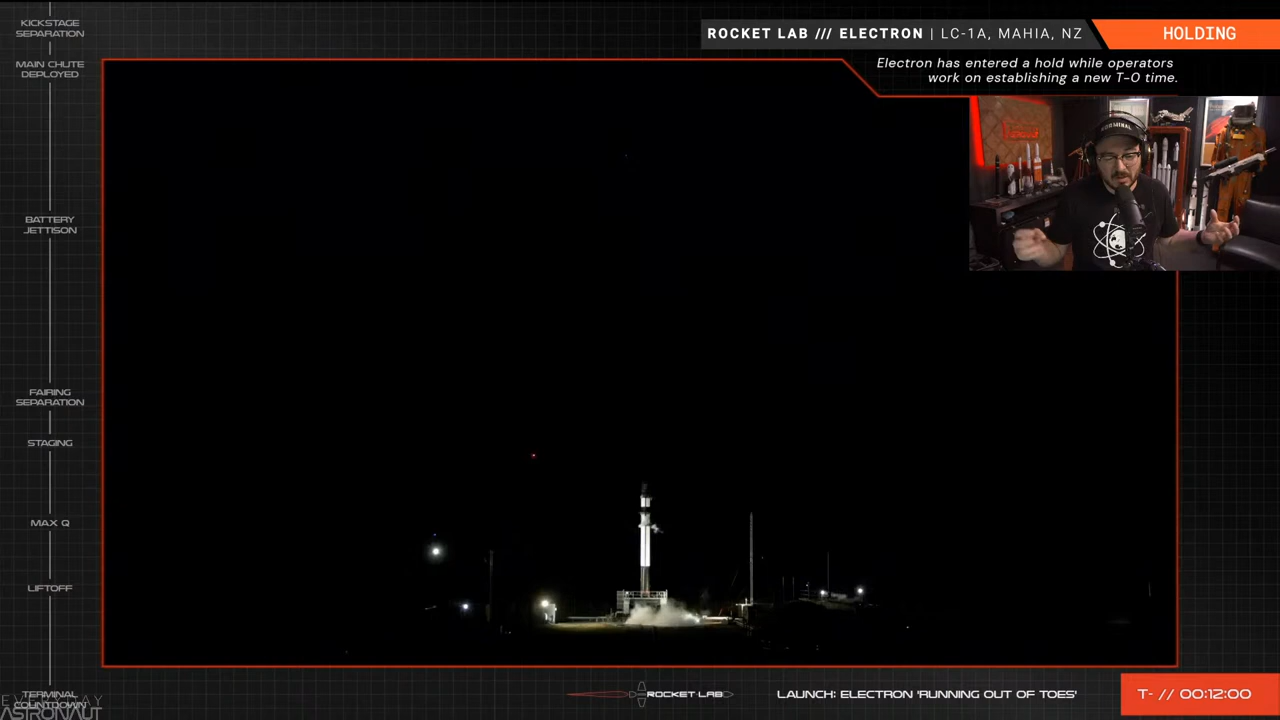 KICKSTAGE
SEPARATION
MAIN CHUTE
DEPLOYED
BATTERY
JETTISON
FAIRING
SEPARATION
STAGING
MAX Q
LIFTOFF
TERMINAL
COUNTDOWN
EVERYDAY
ASTRONAUT
ROCKET LAB /// ELECTRON | LC-1A, MAHIA, NZ
HOLDING
Electron has entered a hold while operators
work on establishing a new T-0 time.
ROCKET LAB
LAUNCH: ELECTRON 'RUNNING OUT OF TOES'
T- // 00:12:00